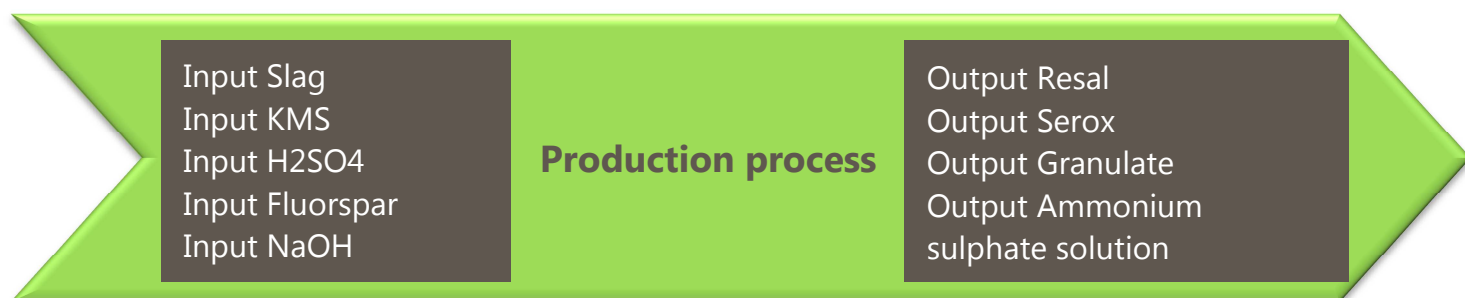 Input Slag
Input KMS
Input H2SO4
Input Fluorspar
Input NaOH
Production process
Output Resal
Output Serox
Output Granulate
Output Ammonium
sulphate solution